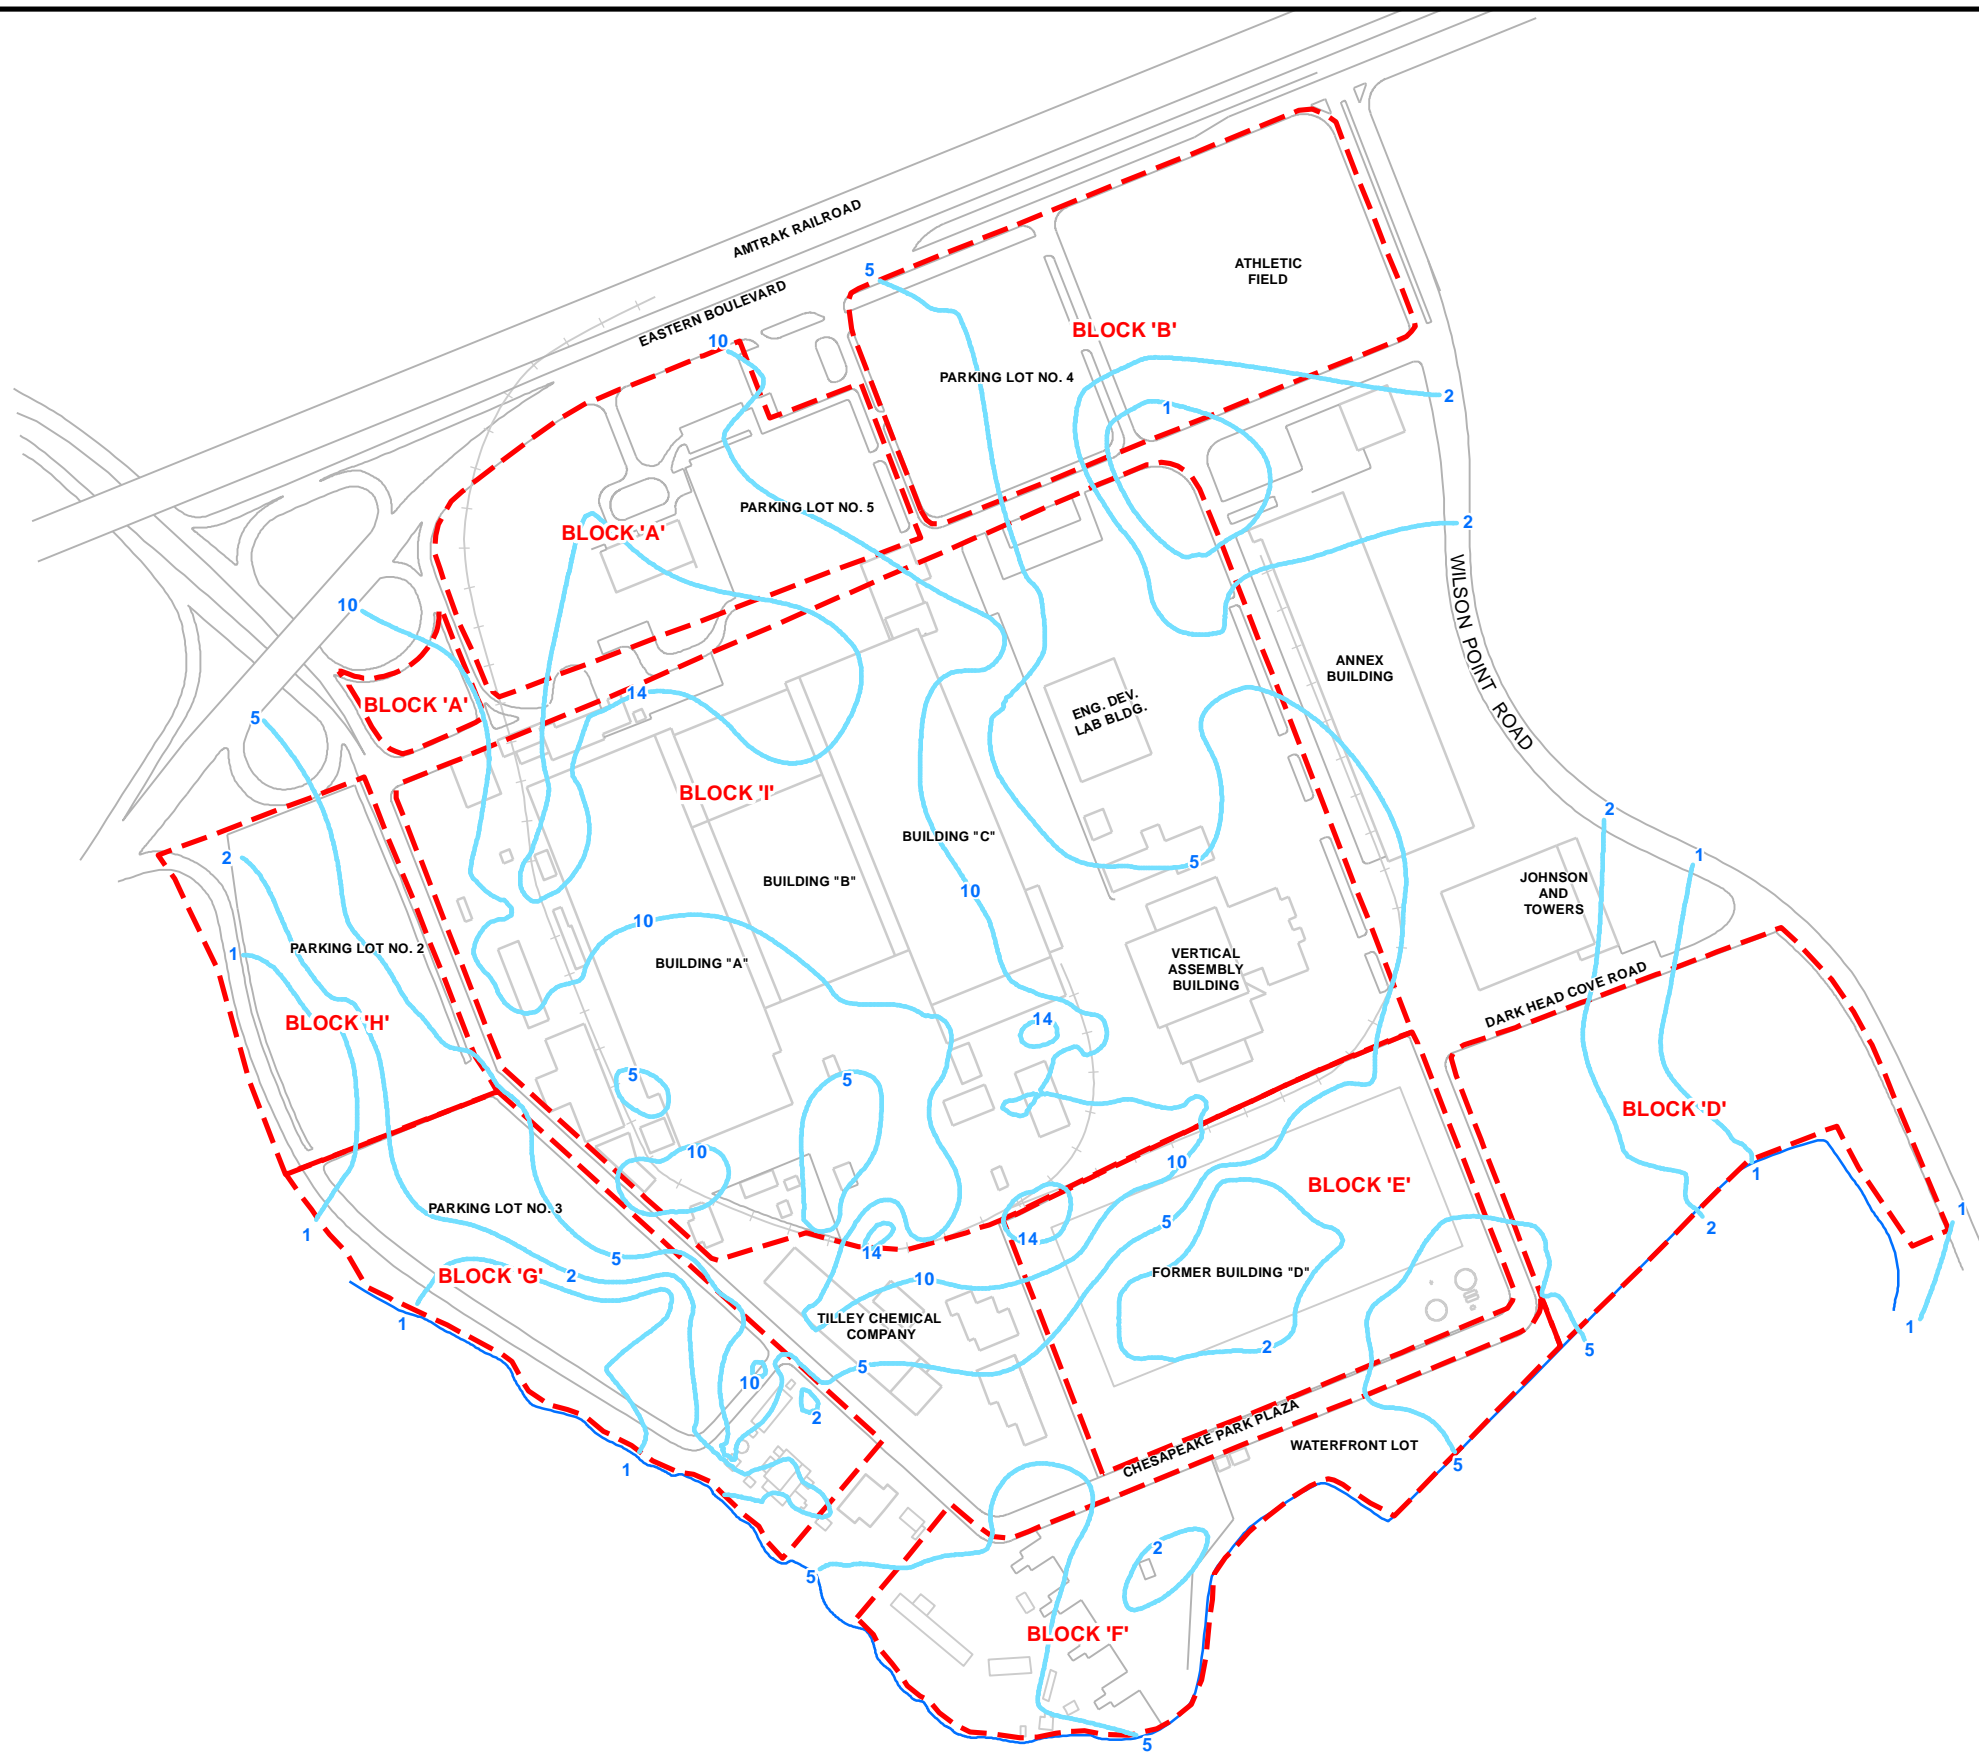 AMTRAK RAILROAD
EASTERN BOULEVARD
ATHLETIC
FIELD
5
10
BLOCK 'B'
PARKING LOT NO. 4
2
1
PARKING LOT NO. 5
2
BLOCK 'A'
WILSON POINT ROAD
10
ANNEX
BUILDING
14
BLOCK 'A'
ENG. DEV.
LAB BLDG.
5
BLOCK 'I'
2
BUILDING "C"
2
1
5
BUILDING "B"
10
JOHNSON
AND
TOWERS
10
PARKING LOT NO. 2
1
BUILDING "A"
VERTICAL
ASSEMBLY
BUILDING
DARK HEAD COVE ROAD
BLOCK 'H'
14
5
5
BLOCK 'D'
10
10
1
BLOCK 'E'
PARKING LOT NO. 3
1
5
1
2
14
14
5
BLOCK 'G'
2
10
FORMER BUILDING "D"
1
TILLEY CHEMICAL
COMPANY
1
2
5
5
10
2
CHESAPEAKE PARK PLAZA
WATERFRONT LOT
1
5
2
5
BLOCK 'F'
5